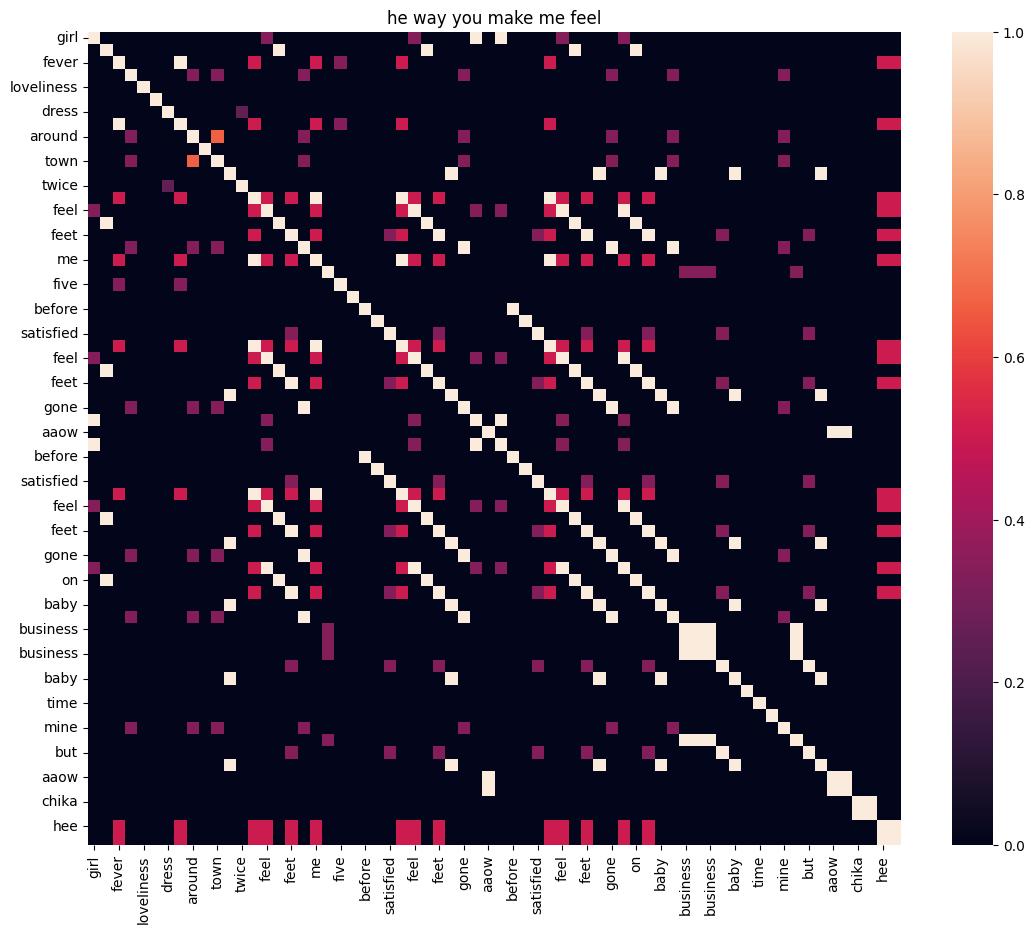 he way you make me feel
girl
fever
loveliness
dress
around
town
twice
feel
feet
me
five
before
satisfied
feel
feet
gone
aaow
before
satisfied
feel
feet
gone
on
baby
business
business
baby
time
mine
but
aaow
chika
hee
1.0
0.8
0.6
0.4
0.2
0.0
girl
fever
loveliness
dress
around
town
twice
feel
feet
me
five
before
satisfied
feel
feet
gone
aaow
before
satisfied
feel
feet
gone
on
baby
business
business
baby
time
mine
but
aaow
chika
hee